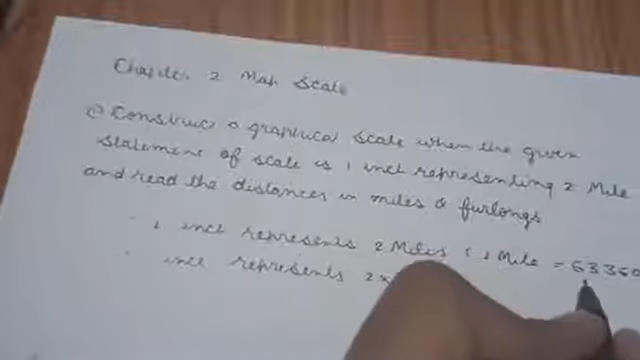 Chapter 2 Map Scale
Q Construct a graphical scale when the given
statement of scale is 1 inch representing 2 Mile
and read the distances in miles & furlongs
1 inch represents 2 Miles ( 1 Mile = 63360
inch represents 2x